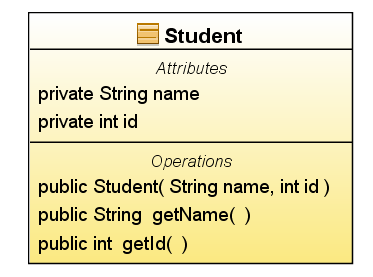 Student
Attributes
private String name
private int id
Operations
public Student( String name, int id )
public String  getName(  )
public int  getId(  )